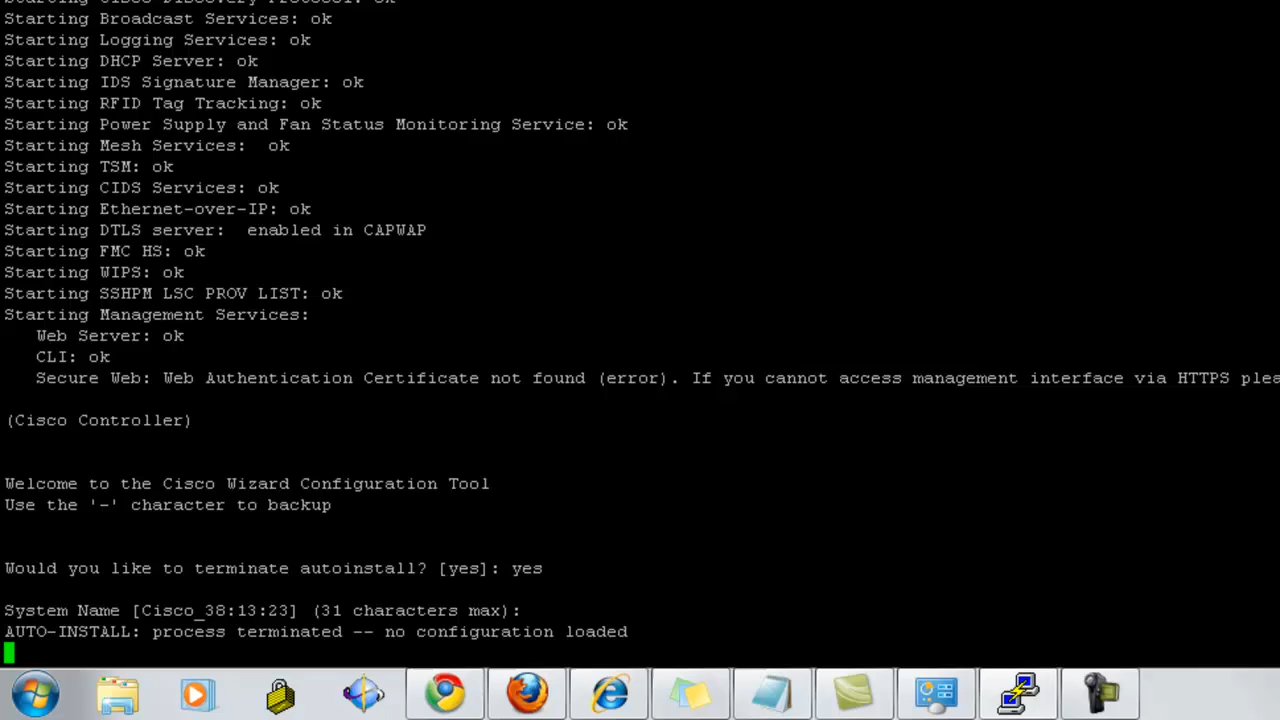 Starting Cisco Discovery Protocol: ok
Starting Broadcast Services: ok
Starting Logging Services: ok
Starting DHCP Server: ok
Starting IDS Signature Manager: ok
Starting RFID Tag Tracking: ok
Starting Power Supply and Fan Status Monitoring Service: ok
Starting Mesh Services:  ok
Starting TSM: ok
Starting CIDS Services: ok
Starting Ethernet-over-IP: ok
Starting DTLS server:  enabled in CAPWAP
Starting FMC HS: ok
Starting WIPS: ok
Starting SSHPM LSC PROV LIST: ok
Starting Management Services:
   Web Server: ok
   CLI: ok
   Secure Web: Web Authentication Certificate not found (error). If you cannot access management interface via HTTPS plea
(Cisco Controller)
Welcome to the Cisco Wizard Configuration Tool
Use the '-' character to backup
Would you like to terminate autoinstall? [yes]: yes
System Name [Cisco_38:13:23] (31 characters max):
AUTO-INSTALL: process terminated -- no configuration loaded